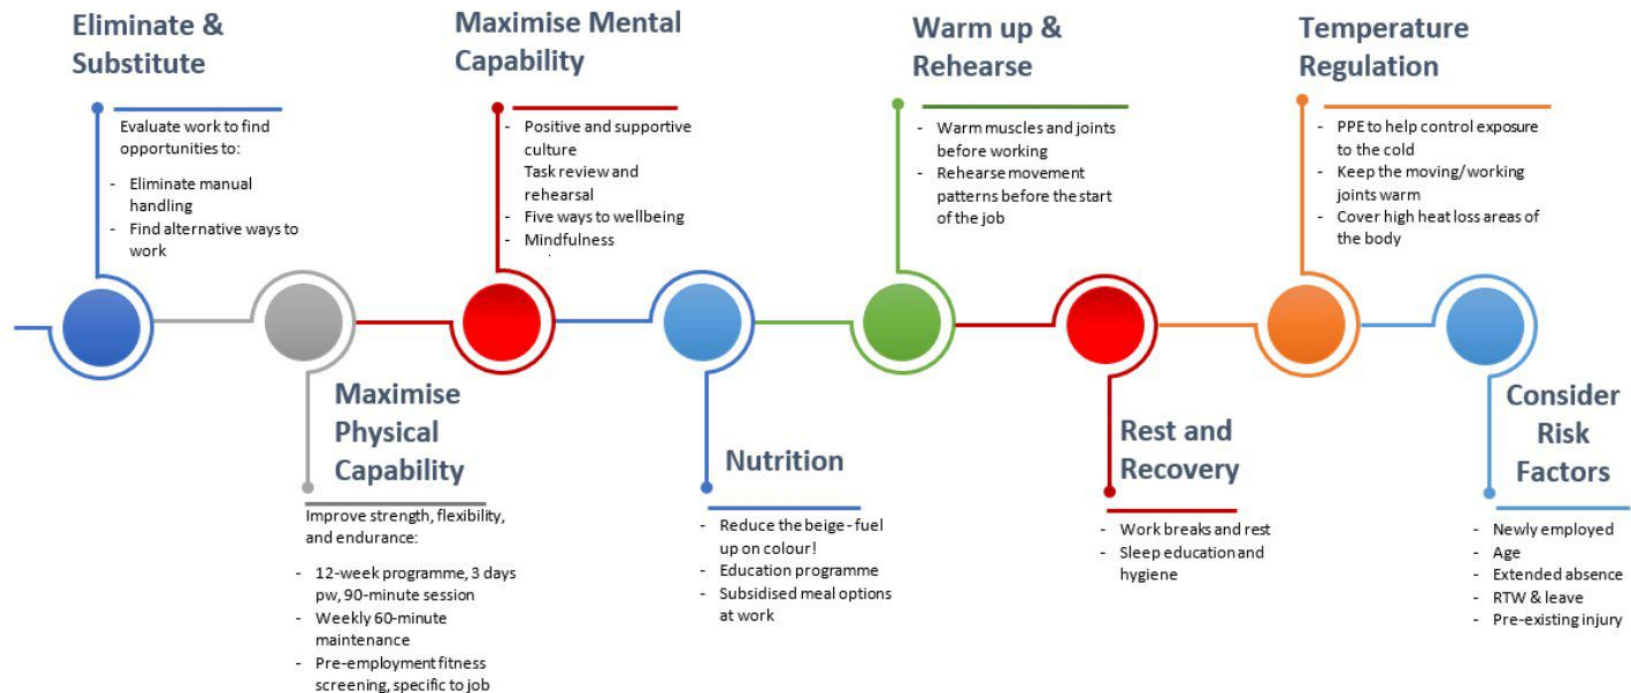 Eliminate &
Substitute
Evaluate work to find
opportunities to:
- Eliminate manual
handling
- Find alternative ways to
work
Maximise
Physical
Capability
Improve strength, flexibility,
and endurance:
- 12-week programme, 3 days
pw, 90-minute session
- Weekly 60-minute
maintenance
- Pre-employment fitness
screening, specific to job
Maximise Mental
Capability
- Positive and supportive
culture
Task review and
rehearsal
- Five ways to wellbeing
- Mindfulness
Nutrition
- Reduce the beige - fuel
up on colour!
- Education programme
- Subsidised meal options
at work
Warm up &
Rehearse
- Warm muscles and joints
before working
- Rehearse movement
patterns before the start
of the job
Rest and
Recovery
- Work breaks and rest
- Sleep education and
hygiene
Temperature
Regulation
- PPE to help control exposure
to the cold
- Keep the moving/working
joints warm
- Cover high heat loss areas of
the body
Consider
Risk
Factors
- Newly employed
- Age
- Extended absence
- RTW & leave
- Pre-existing injury